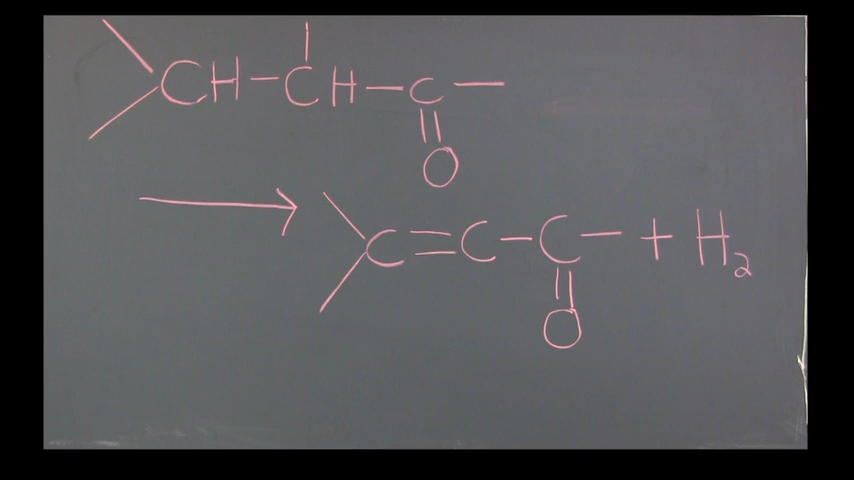 CH-CH-C-
O
→ C=C-C- + H₂
O